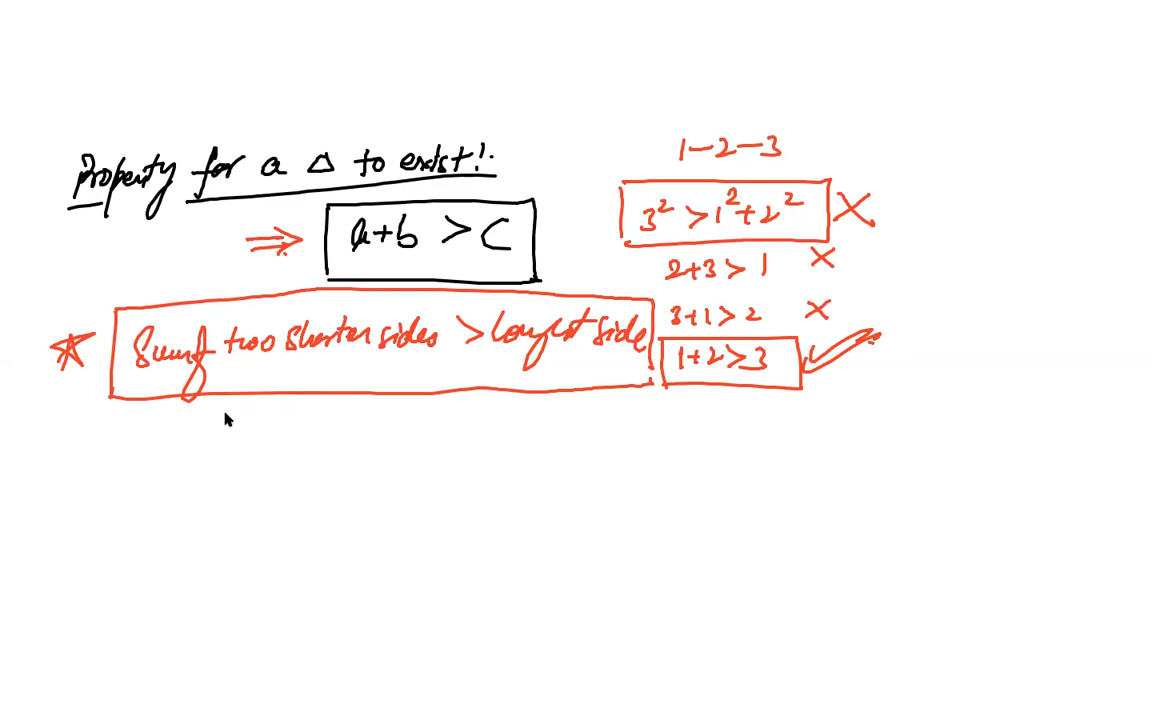 Property for a Δ to exist!.
⇒ a+b > C
Sum of two shorter sides > Longest side
1-2-3
3² > 1² + 2² ✗
2+3 > 1 ✗
3+1 > 2 ✗
1+2 > 3 ✓